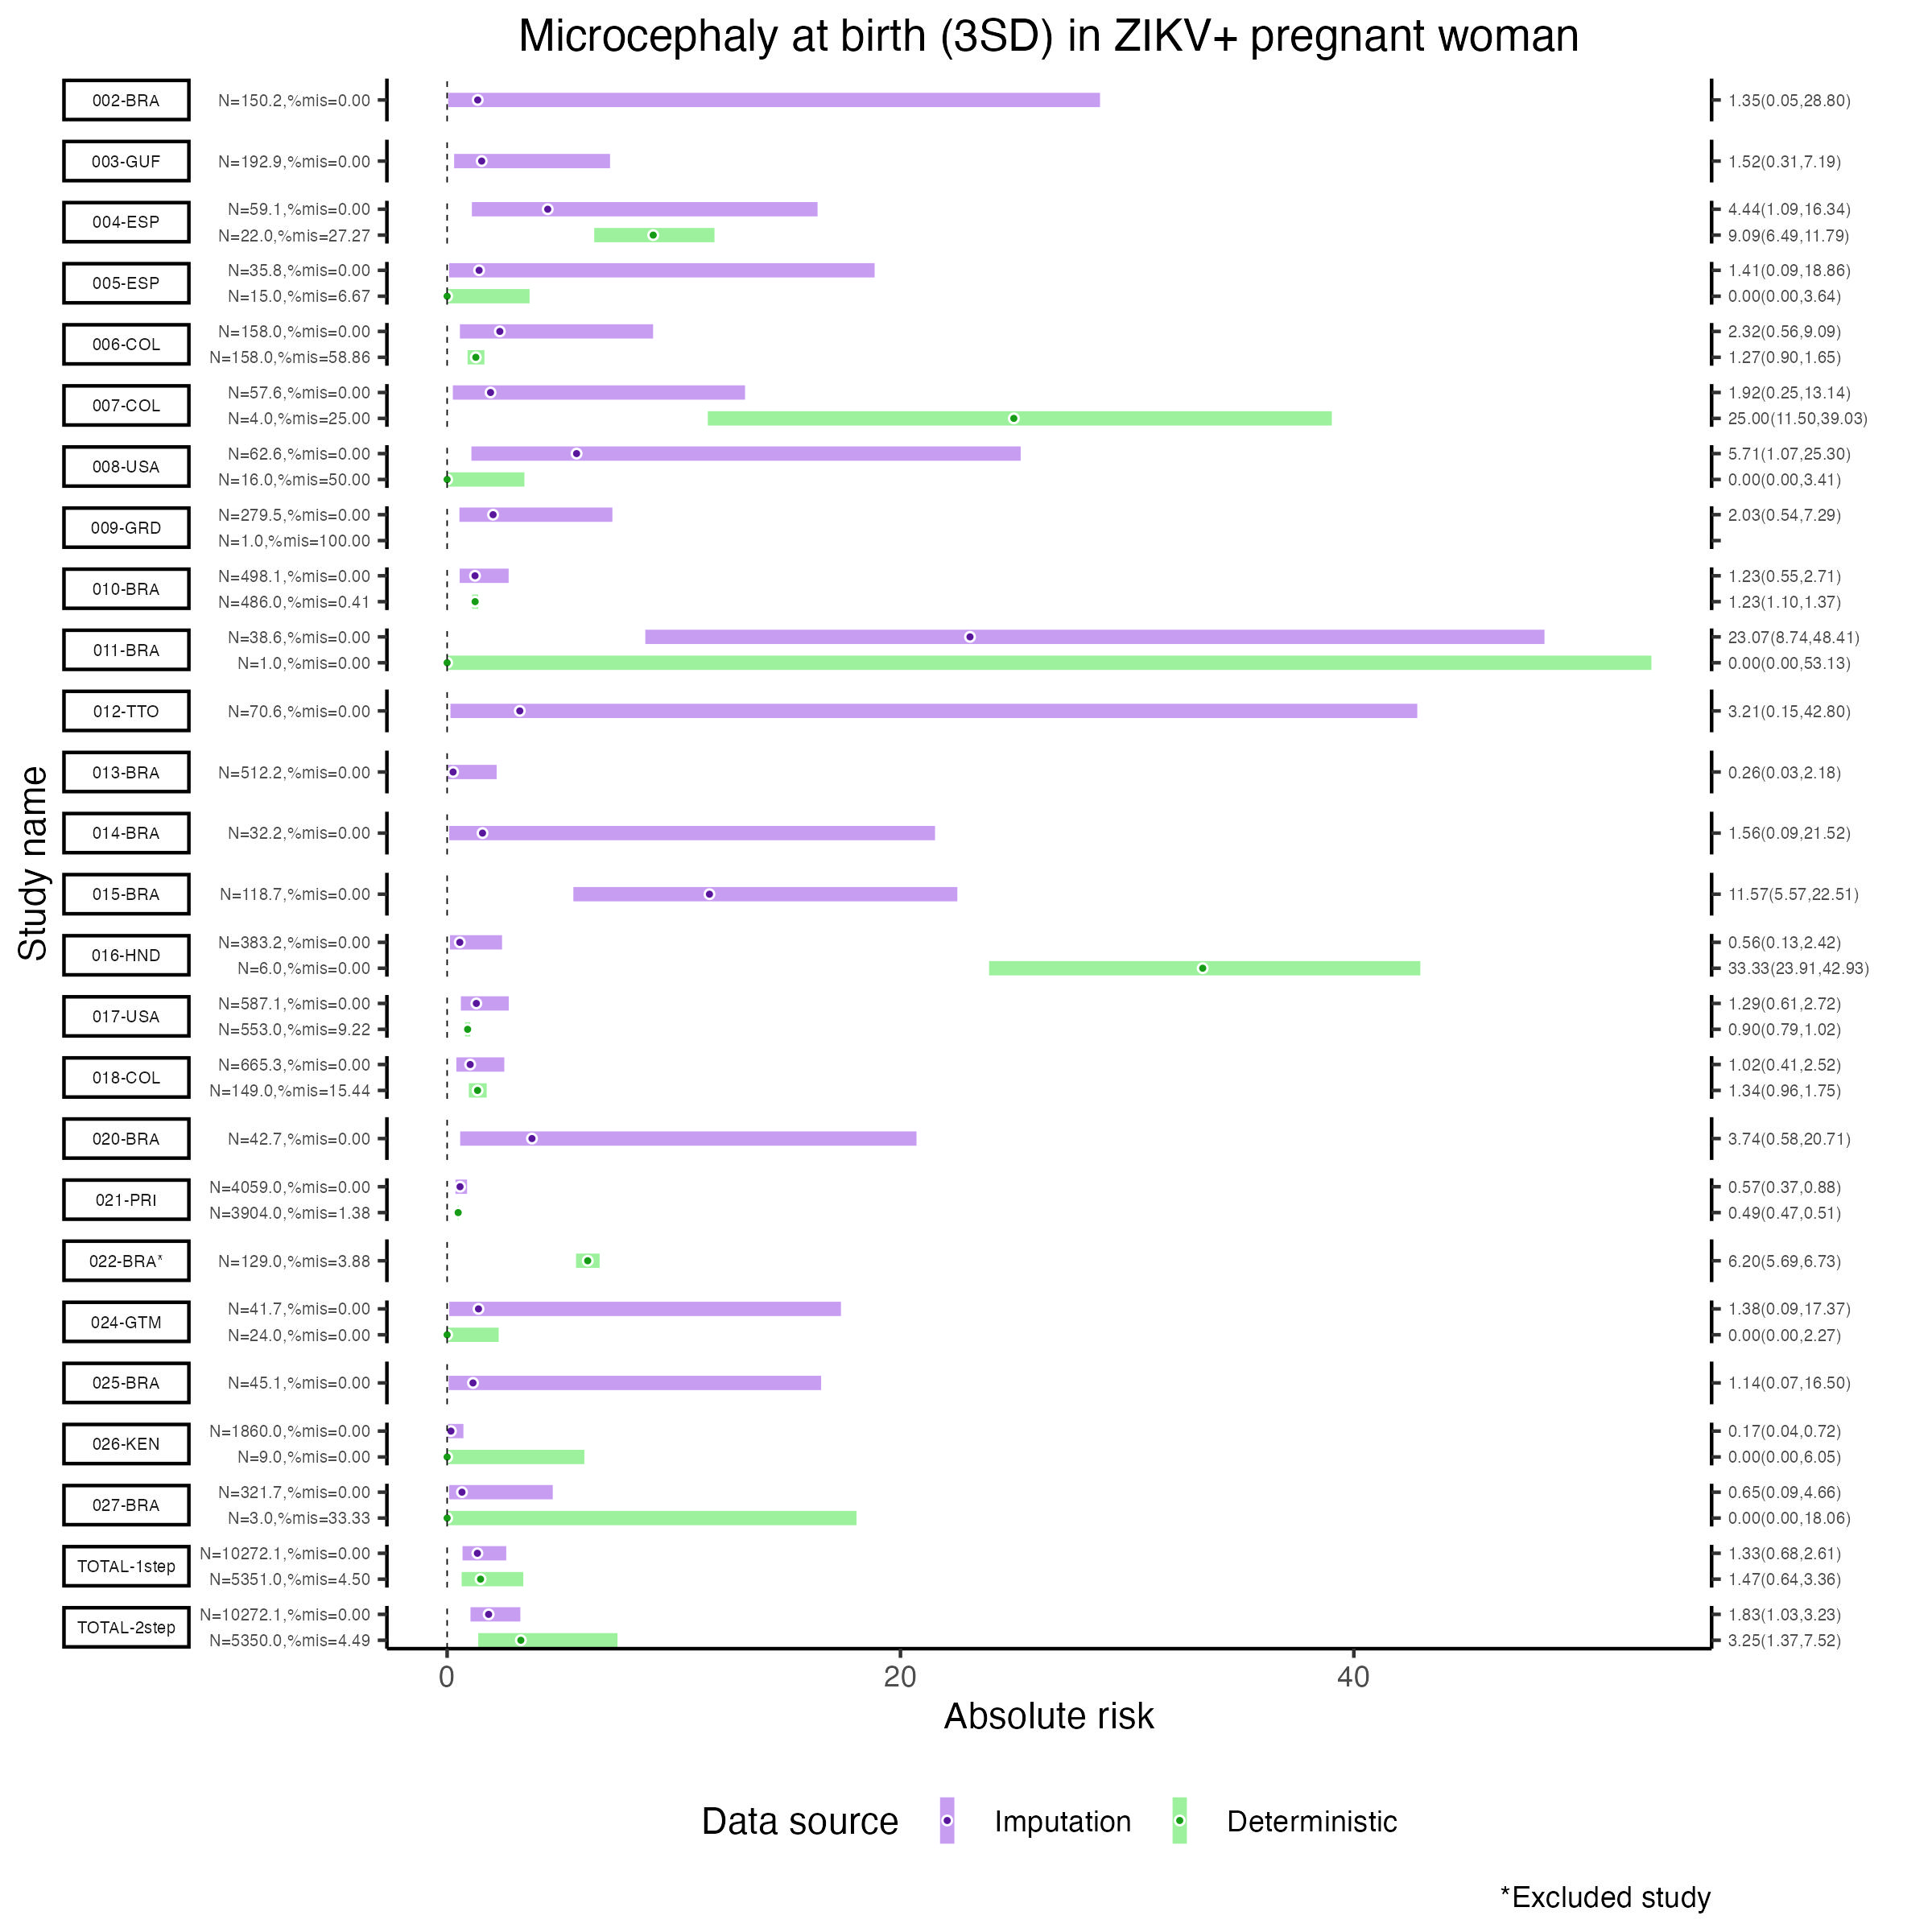 Microcephaly at birth (3SD) in ZIKV+ pregnant woman
Study name
002-BRA N=150.2,%mis=0.00 1.35(0.05,28.80)
003-GUF N=192.9,%mis=0.00 1.52(0.31,7.19)
004-ESP
N=59.1,%mis=0.00 4.44(1.09,16.34)
N=22.0,%mis=27.27 9.09(6.49,11.79)
005-ESP
N=35.8,%mis=0.00 1.41(0.09,18.86)
N=15.0,%mis=6.67 0.00(0.00,3.64)
006-COL
N=158.0,%mis=0.00 2.32(0.56,9.09)
N=158.0,%mis=58.86 1.27(0.90,1.65)
007-COL
N=57.6,%mis=0.00 1.92(0.25,13.14)
N=4.0,%mis=25.00 25.00(11.50,39.03)
008-USA
N=62.6,%mis=0.00 5.71(1.07,25.30)
N=16.0,%mis=50.00 0.00(0.00,3.41)
009-GRD
N=279.5,%mis=0.00 2.03(0.54,7.29)
N=1.0,%mis=100.00
010-BRA
N=498.1,%mis=0.00 1.23(0.55,2.71)
N=486.0,%mis=0.41 1.23(1.10,1.37)
011-BRA
N=38.6,%mis=0.00 23.07(8.74,48.41)
N=1.0,%mis=0.00 0.00(0.00,53.13)
012-TTO N=70.6,%mis=0.00 3.21(0.15,42.80)
013-BRA N=512.2,%mis=0.00 0.26(0.03,2.18)
014-BRA N=32.2,%mis=0.00 1.56(0.09,21.52)
015-BRA N=118.7,%mis=0.00 11.57(5.57,22.51)
016-HND
N=383.2,%mis=0.00 0.56(0.13,2.42)
N=6.0,%mis=0.00 33.33(23.91,42.93)
017-USA
N=587.1,%mis=0.00 1.29(0.61,2.72)
N=553.0,%mis=9.22 0.90(0.79,1.02)
018-COL
N=665.3,%mis=0.00 1.02(0.41,2.52)
N=149.0,%mis=15.44 1.34(0.96,1.75)
020-BRA N=42.7,%mis=0.00 3.74(0.58,20.71)
021-PRI
N=4059.0,%mis=0.00 0.57(0.37,0.88)
N=3904.0,%mis=1.38 0.49(0.47,0.51)
022-BRA* N=129.0,%mis=3.88 6.20(5.69,6.73)
024-GTM
N=41.7,%mis=0.00 1.38(0.09,17.37)
N=24.0,%mis=0.00 0.00(0.00,2.27)
025-BRA N=45.1,%mis=0.00 1.14(0.07,16.50)
026-KEN
N=1860.0,%mis=0.00 0.17(0.04,0.72)
N=9.0,%mis=0.00 0.00(0.00,6.05)
027-BRA
N=321.7,%mis=0.00 0.65(0.09,4.66)
N=3.0,%mis=33.33 0.00(0.00,18.06)
TOTAL-1step
N=10272.1,%mis=0.00 1.33(0.68,2.61)
N=5351.0,%mis=4.50 1.47(0.64,3.36)
TOTAL-2step
N=10272.1,%mis=0.00 1.83(1.03,3.23)
N=5350.0,%mis=4.49 3.25(1.37,7.52)
0 20 40
Absolute risk
Data source Imputation Deterministic
*Excluded study